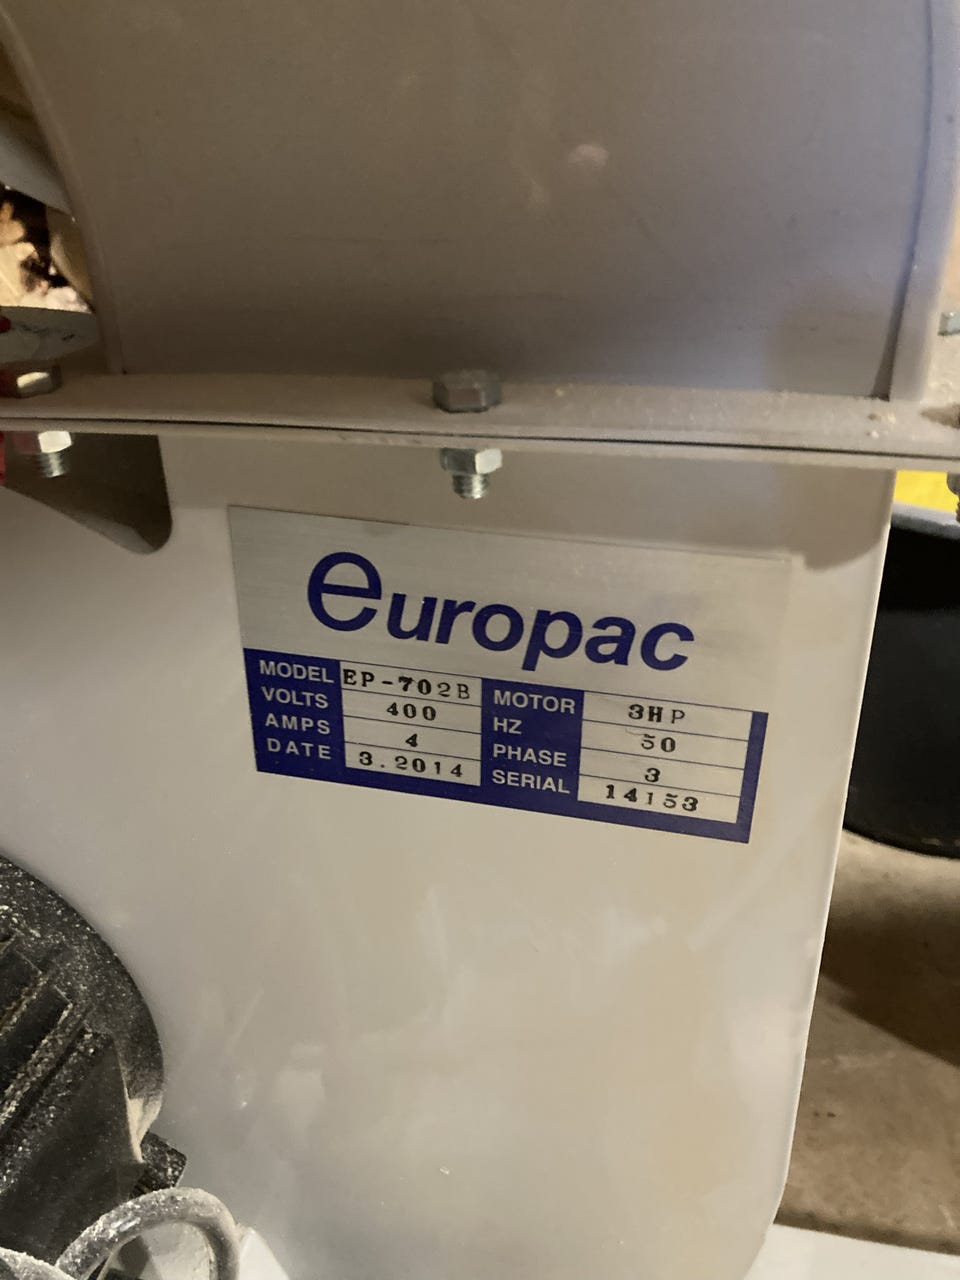 europac
MODEL EP-702B MOTOR 3HP
VOLTS 400 HZ 50
AMPS 4 PHASE 3
DATE 3.2014 SERIAL 14153